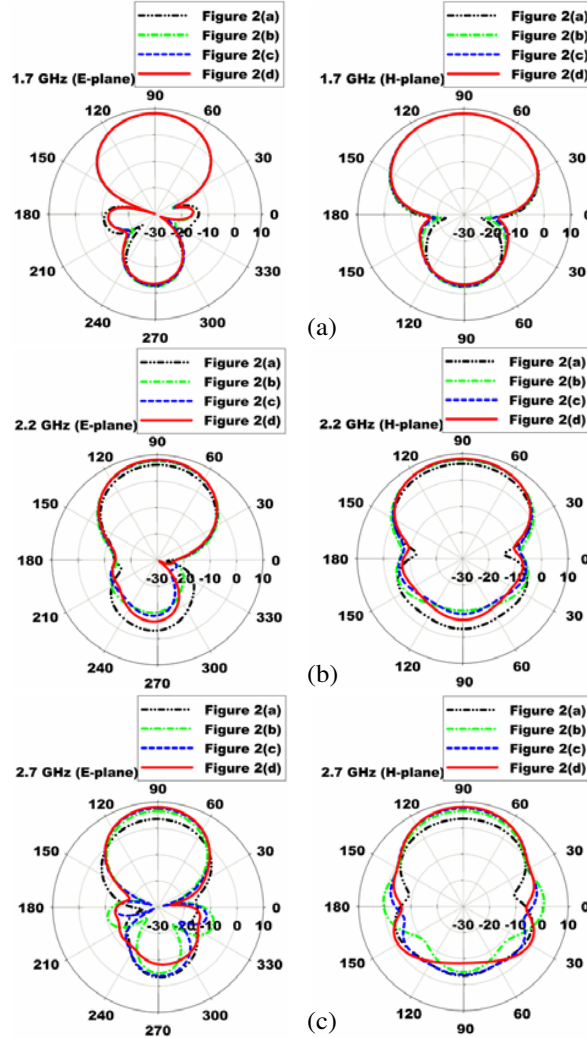 Figure 2(a)
Figure 2(b)
Figure 2(c)
Figure 2(d)
1.7 GHz (E-plane)
90
120 60
150 30
180 -30 -20 -10 0 10 0
210 330
240 300
270
Figure 2(a)
Figure 2(b)
Figure 2(c)
Figure 2(d)
1.7 GHz (H-plane)
90
120 60
150 30
180 -30 -20 -10 0 10 0
150 30
120 60
90
(a)
Figure 2(a)
Figure 2(b)
Figure 2(c)
Figure 2(d)
2.2 GHz (E-plane)
90
120 60
150 30
180 -30 -20 -10 0 10 0
210 330
240 300
270
Figure 2(a)
Figure 2(b)
Figure 2(c)
Figure 2(d)
2.2 GHz (H-plane)
90
120 60
150 30
180 -30 -20 -10 0 10 0
150 30
120 60
90
(b)
Figure 2(a)
Figure 2(b)
Figure 2(c)
Figure 2(d)
2.7 GHz (E-plane)
90
120 60
150 30
180 -30 -20 -10 0 10 0
210 330
240 300
270
Figure 2(a)
Figure 2(b)
Figure 2(c)
Figure 2(d)
2.7 GHz (H-plane)
90
120 60
150 30
180 -30 -20 -10 0 10 0
150 30
120 60
90
(c)